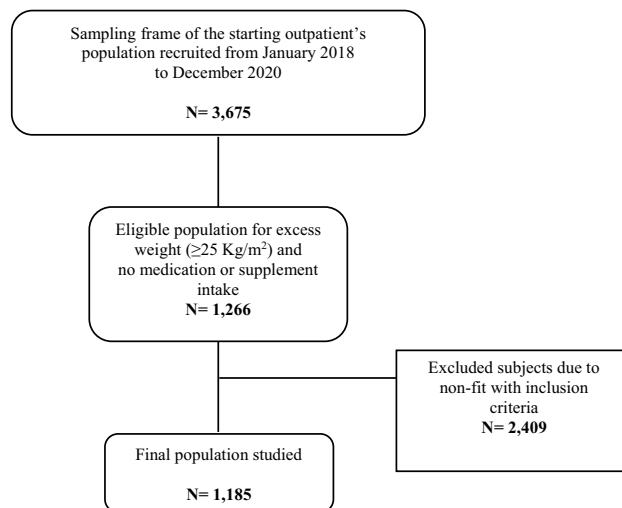 Sampling frame of the starting outpatient's
population recruited from January 2018
to December 2020
N= 3,675
Eligible population for excess
weight (≥25 Kg/m²) and
no medication or supplement
intake
N= 1,266
Excluded subjects due to
non-fit with inclusion
criteria
N= 2,409
Final population studied
N= 1,185